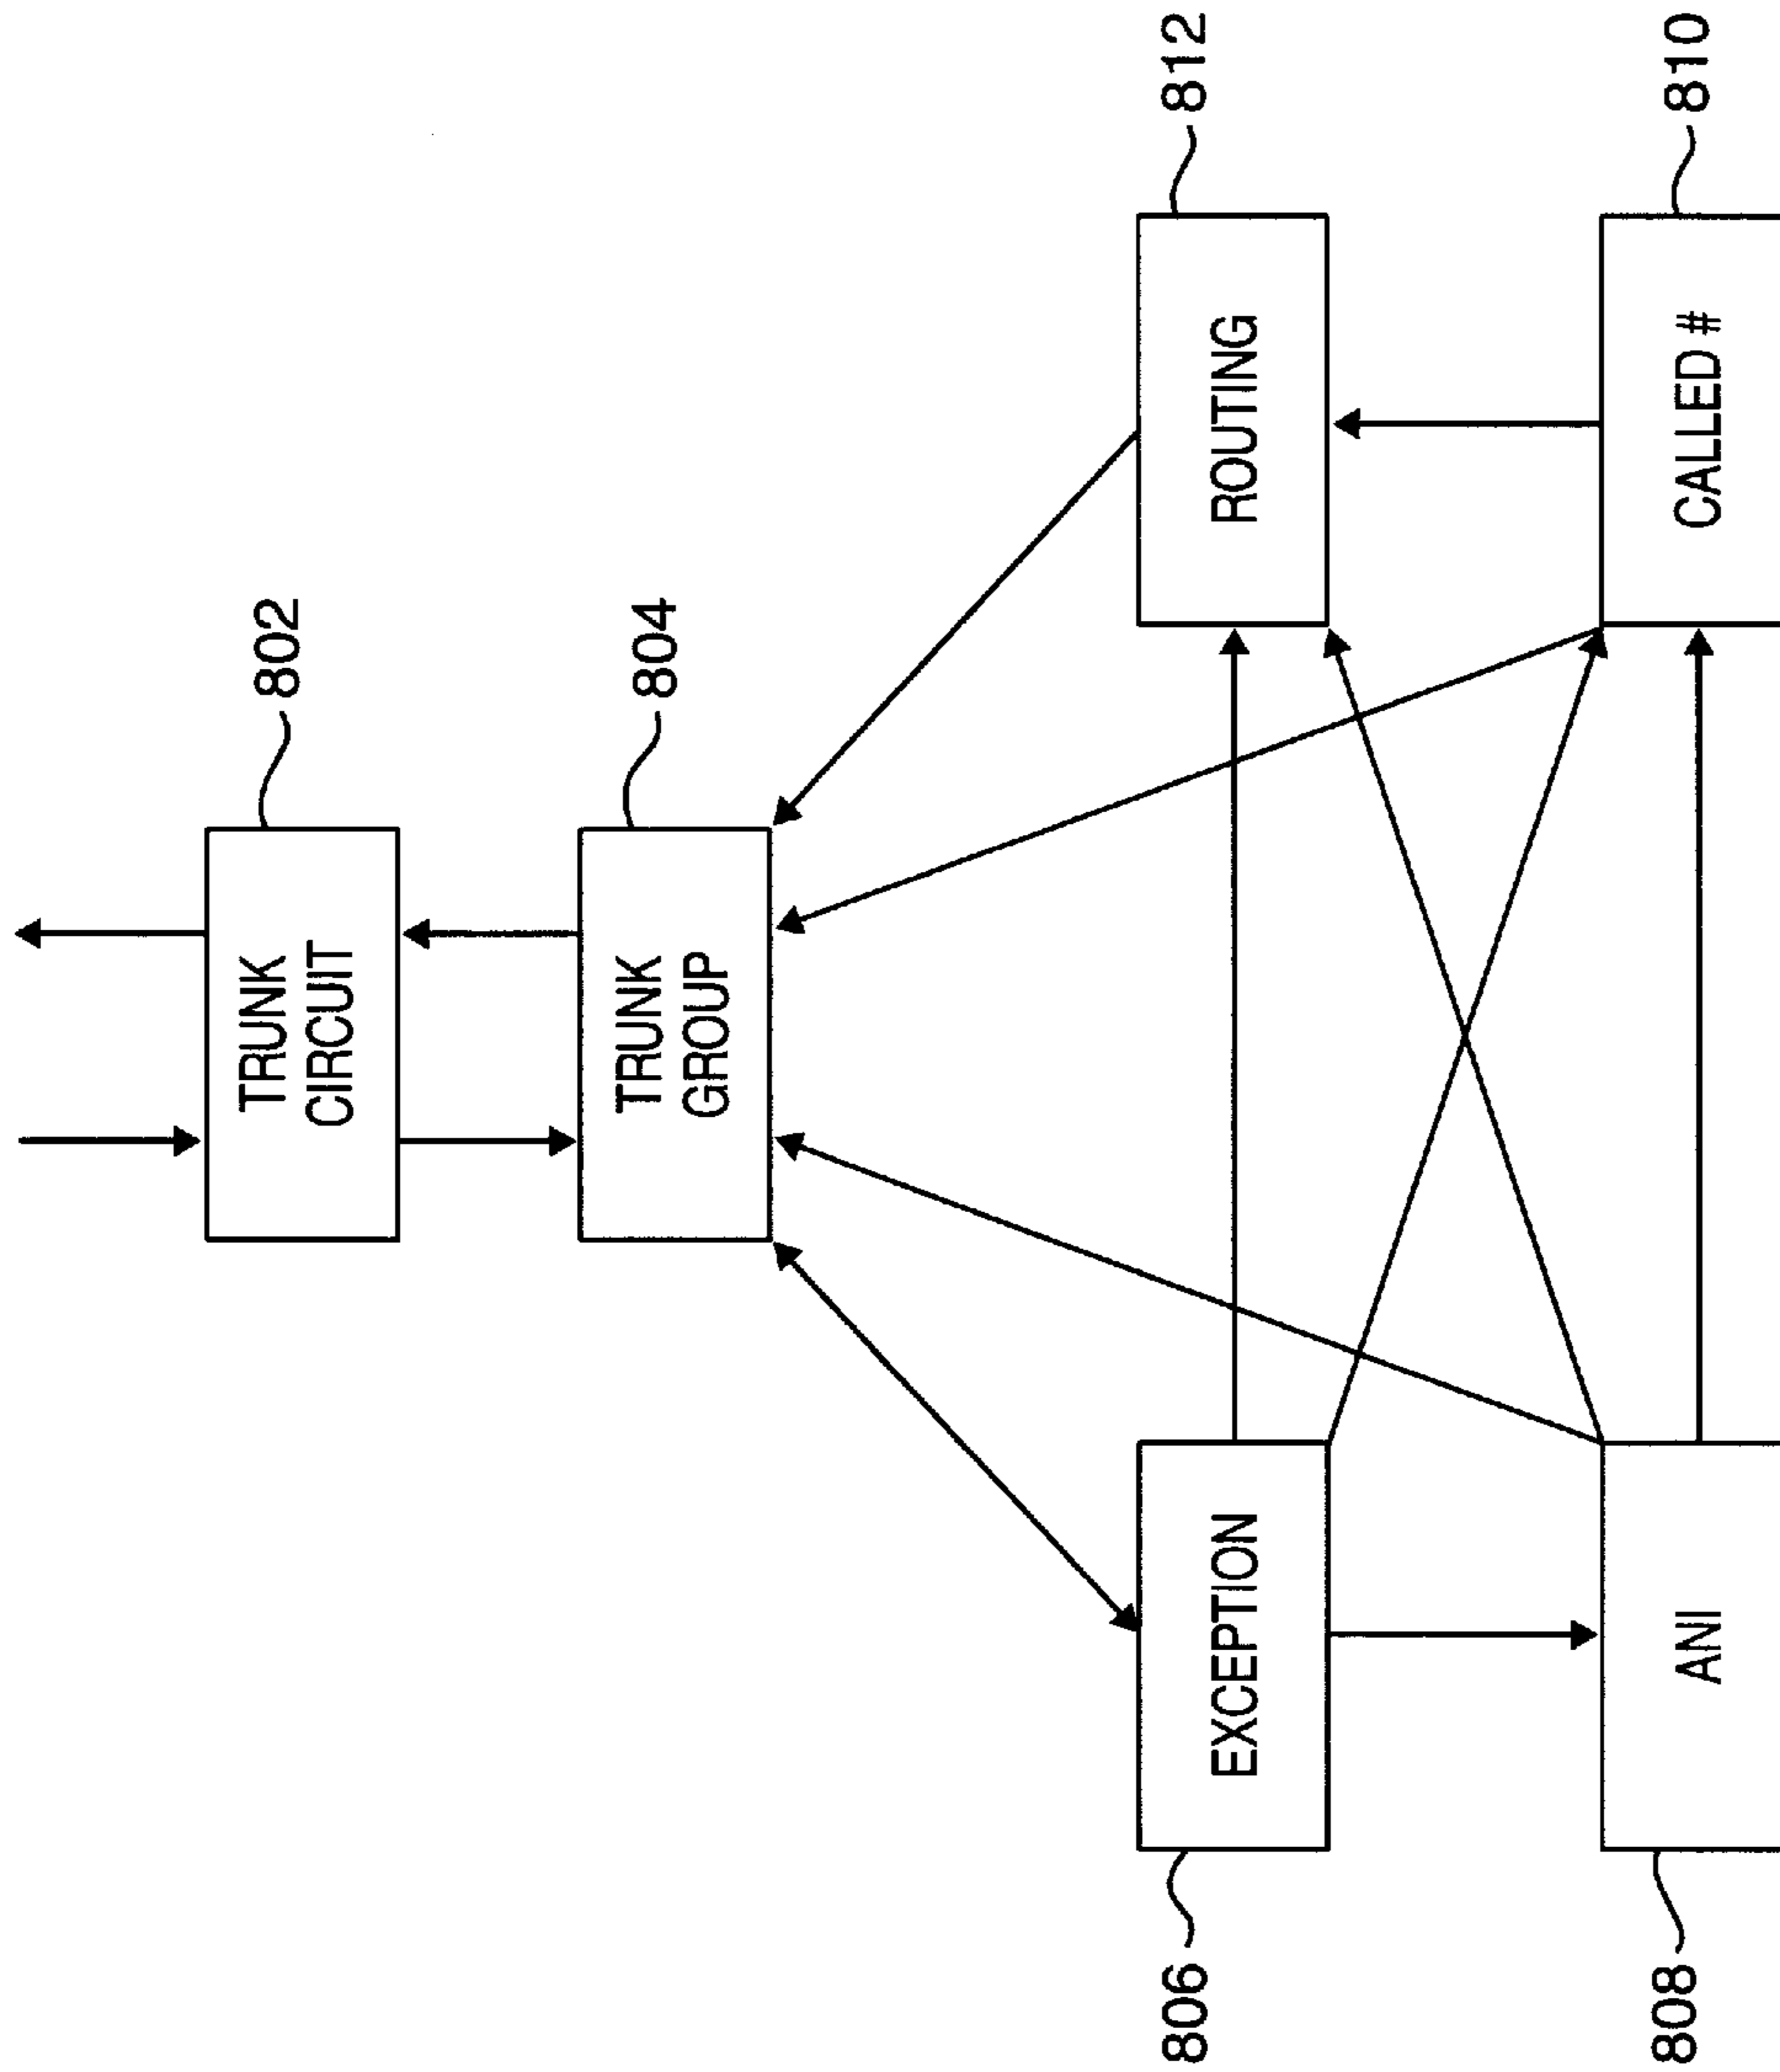 802
TRUNK
CIRCUIT
804
TRUNK
GROUP
806
EXCEPTION
812
ROUTING
808
ANI
810
CALLED #